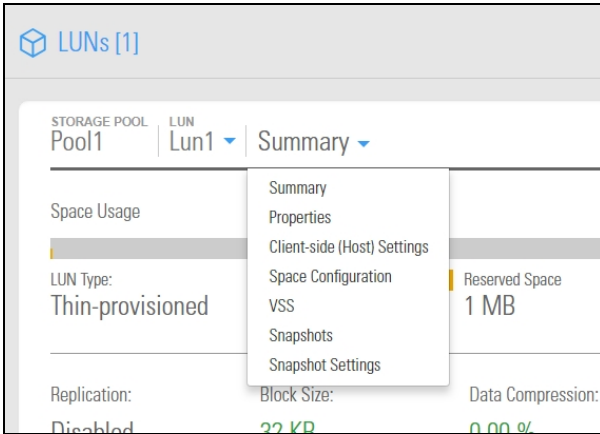 LUNs [1]
STORAGE POOL LUN
Pool1 Lun1 Summary
Summary
Properties
Client-side (Host) Settings
Space Configuration
VSS
Snapshots
Snapshot Settings
Space Usage
LUN Type: Reserved Space
Thin-provisioned 1 MB
Replication: Block Size: Data Compression:
Disabled 32 KB 0.00 %